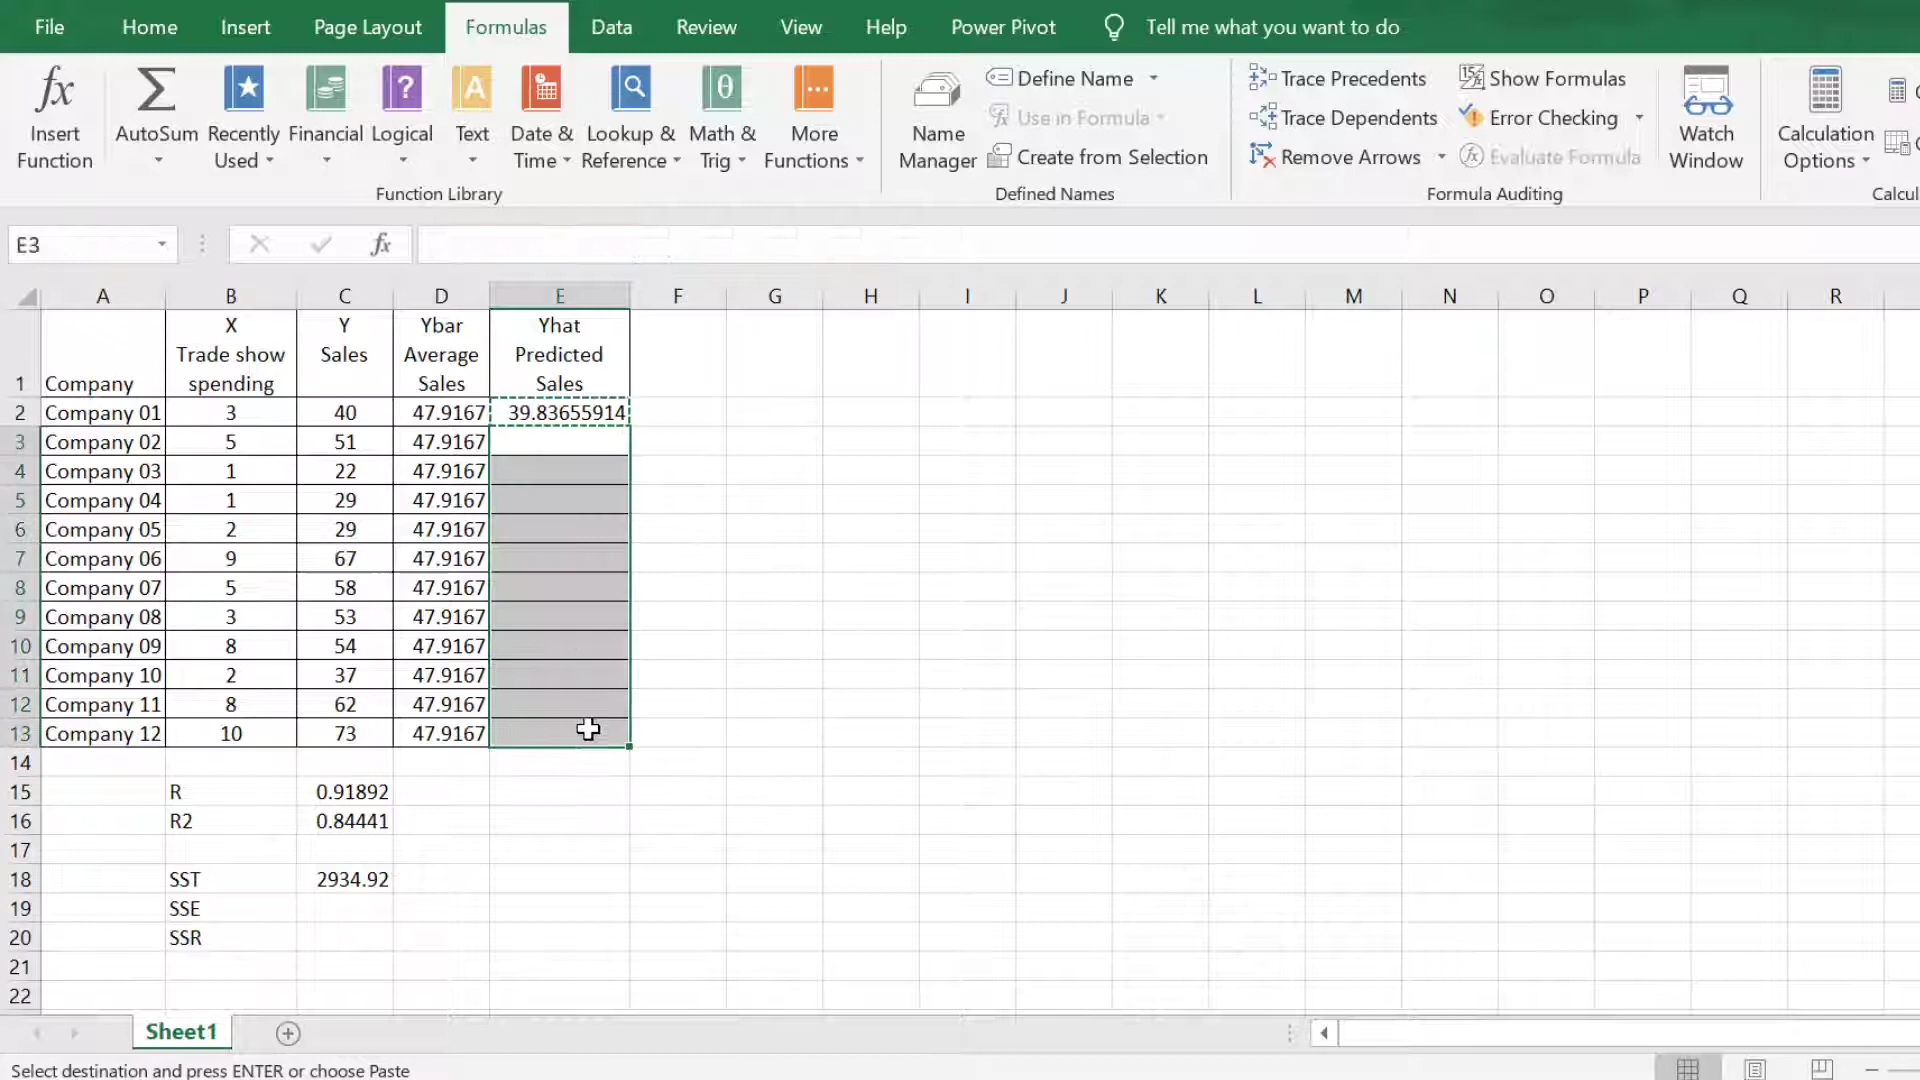 File Home Insert Page Layout Formulas Data Review View Help Power Pivot Tell me what you want to do
fx Insert Function
AutoSum
Recently Used
Financial
Logical
Text
Date & Time
Lookup & Reference
Math & Trig
More Functions
Function Library
Name Manager
Define Name
Use in Formula
Create from Selection
Defined Names
Trace Precedents
Trace Dependents
Remove Arrows
Show Formulas
Error Checking
Evaluate Formula
Formula Auditing
Watch Window
Calculation Options
E3 fx
A B C D E F G H I J K L M N O P Q R
X Y Ybar Yhat
Trade show Sales Average Predicted
1 Company spending Sales Sales
2 Company 01 3 40 47.9167 39.83655914
3 Company 02 5 51 47.9167
4 Company 03 1 22 47.9167
5 Company 04 1 29 47.9167
6 Company 05 2 29 47.9167
7 Company 06 9 67 47.9167
8 Company 07 5 58 47.9167
9 Company 08 3 53 47.9167
10 Company 09 8 54 47.9167
11 Company 10 2 37 47.9167
12 Company 11 8 62 47.9167
13 Company 12 10 73 47.9167
14
15 R 0.91892
16 R2 0.84441
17
18 SST 2934.92
19 SSE
20 SSR
21
22
Sheet1
Select destination and press ENTER or choose Paste